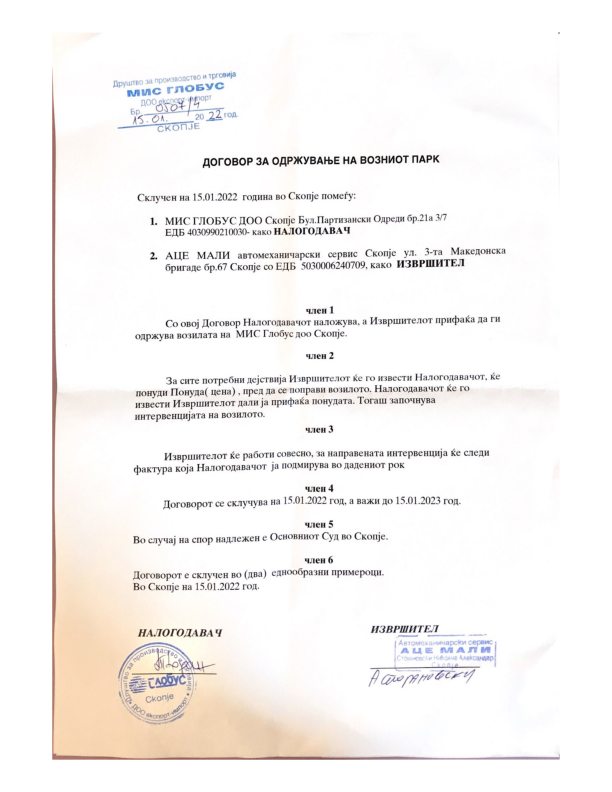 Друштво за производство и трговија
МИС ГЛОБУС
ДОО експорт-импорт
Бр. 0507/4
15.01. 2022 год.
СКОПЈЕ
ДОГОВОР ЗА ОДРЖУВАЊЕ НА ВОЗНИОТ ПАРК
Склучен на 15.01.2022 година во Скопје помеѓу:
1. МИС ГЛОБУС ДОО Скопје Бул.Партизански Одреди бр.21а 3/7
ЕДБ 4030990210030- како НАЛОГОДАВАЧ
2. АЦЕ МАЛИ автомеханичарски сервис Скопје ул. 3-та Македонска
бригаде бр.67 Скопје со ЕДБ 5030006240709, како ИЗВРШИТЕЛ
член 1
Со овој Договор Налогодавачот наложува, а Извршителот прифаќа да ги
одржува возилата на МИС Глобус доо Скопје.
член 2
За сите потребни дејствија Извршителот ќе го извести Налогодавачот, ќе
понуди Понуда( цена) , пред да се поправи возилото. Налогодавачот ќе го
извести Извршителот дали ја прифаќа понудата. Тогаш започнува
интервенцијата на возилото.
член 3
Извршителот ќе работи совесно, за направената интервенција ќе следи
фактура која Налогодавачот ја подмирува во дадениот рок
член 4
Договорот се склучува на 15.01.2022 год, а важи до 15.01.2023 год.
член 5
Во случај на спор надлежен е Основниот Суд во Скопје.
член 6
Договорот е склучен во (два) еднообразни примероци.
Во Скопје на 15.01.2022 год.
НАЛОГОДАВАЧ
ИЗВРШИТЕЛ
Автомеханичарски сервис
АЦЕ МАЛИ
Александар
Скопје
ГЛОБУС
Скопје
ДОО експорт-импорт